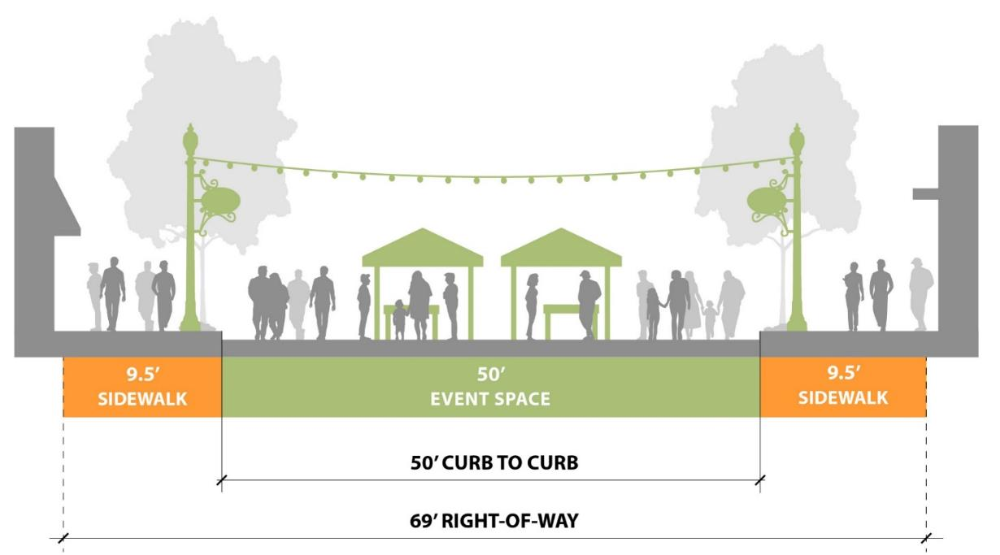 9.5’
SIDEWALK
50’
EVENT SPACE
9.5’
SIDEWALK
50’ CURB TO CURB
69’ RIGHT-OF-WAY